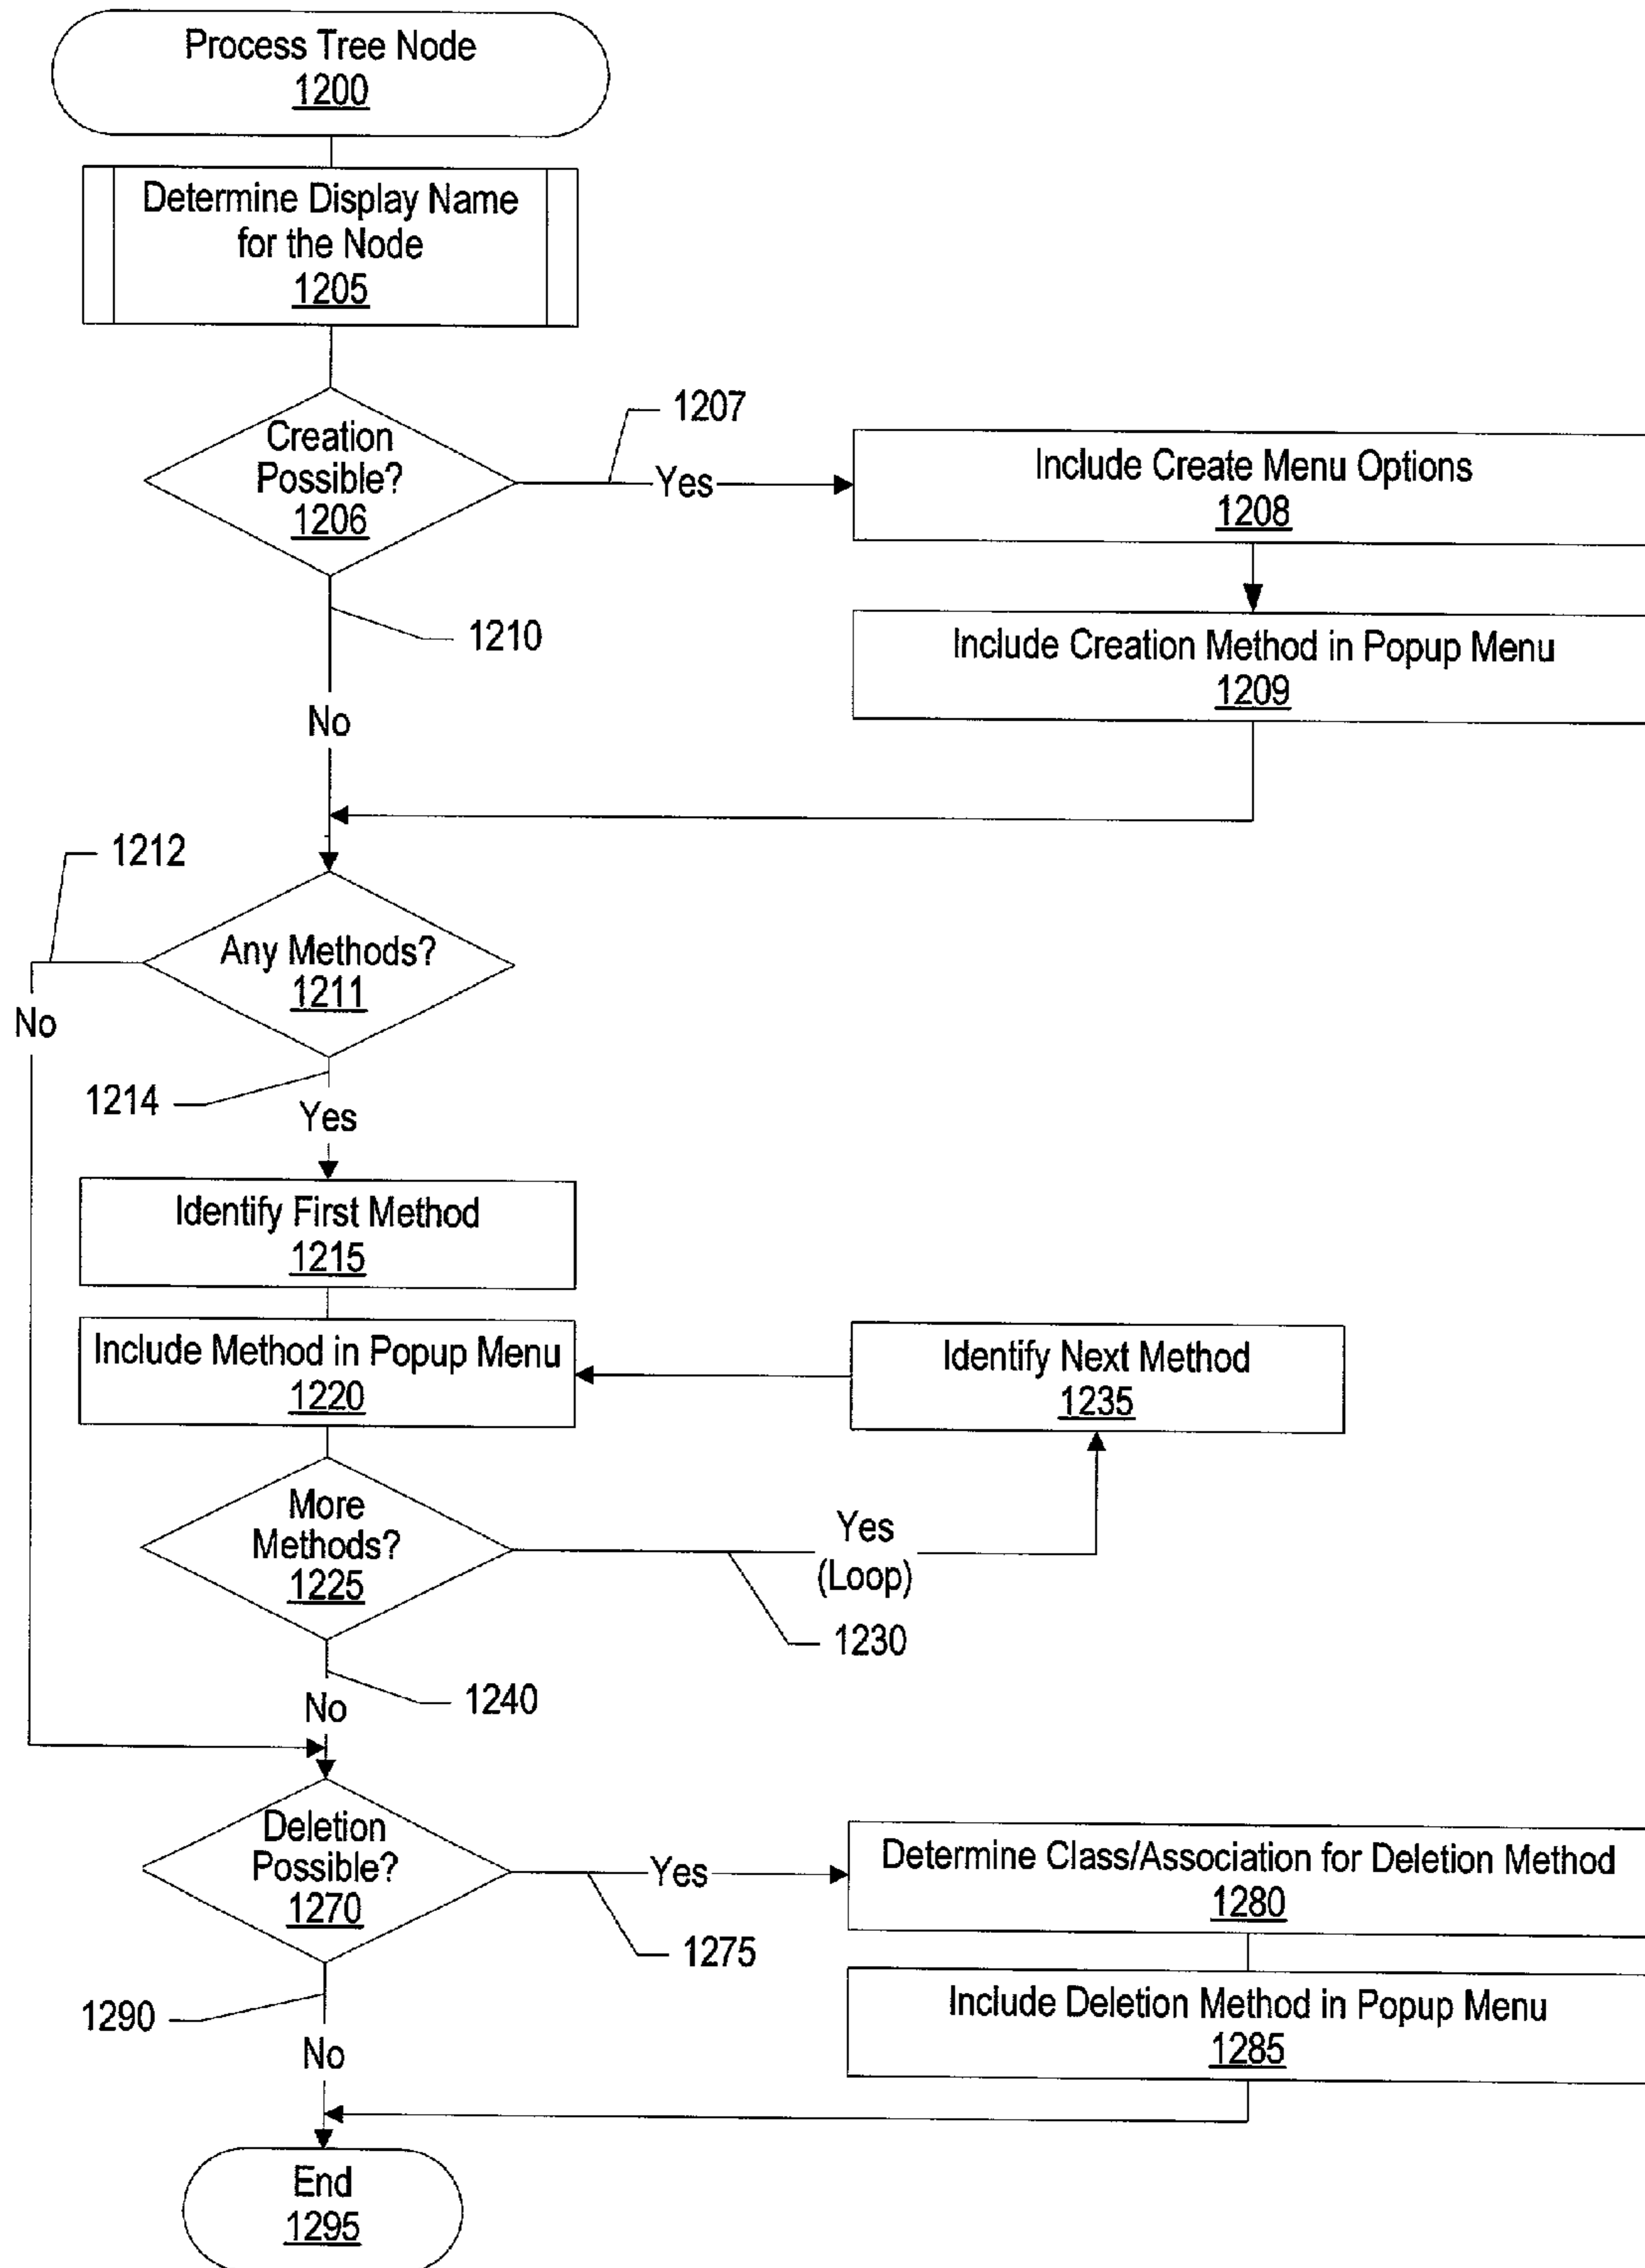 Process Tree Node
1200
Determine Display Name
for the Node
1205
Creation
Possible?
1206
1207
Yes
Include Create Menu Options
1208
Include Creation Method in Popup Menu
1209
1210
No
1212
Any Methods?
1211
No
1214
Yes
Identify First Method
1215
Include Method in Popup Menu
1220
Identify Next Method
1235
More
Methods?
1225
Yes
(Loop)
1230
1240
No
Deletion
Possible?
1270
Yes
1275
Determine Class/Association for Deletion Method
1280
Include Deletion Method in Popup Menu
1285
1290
No
End
1295